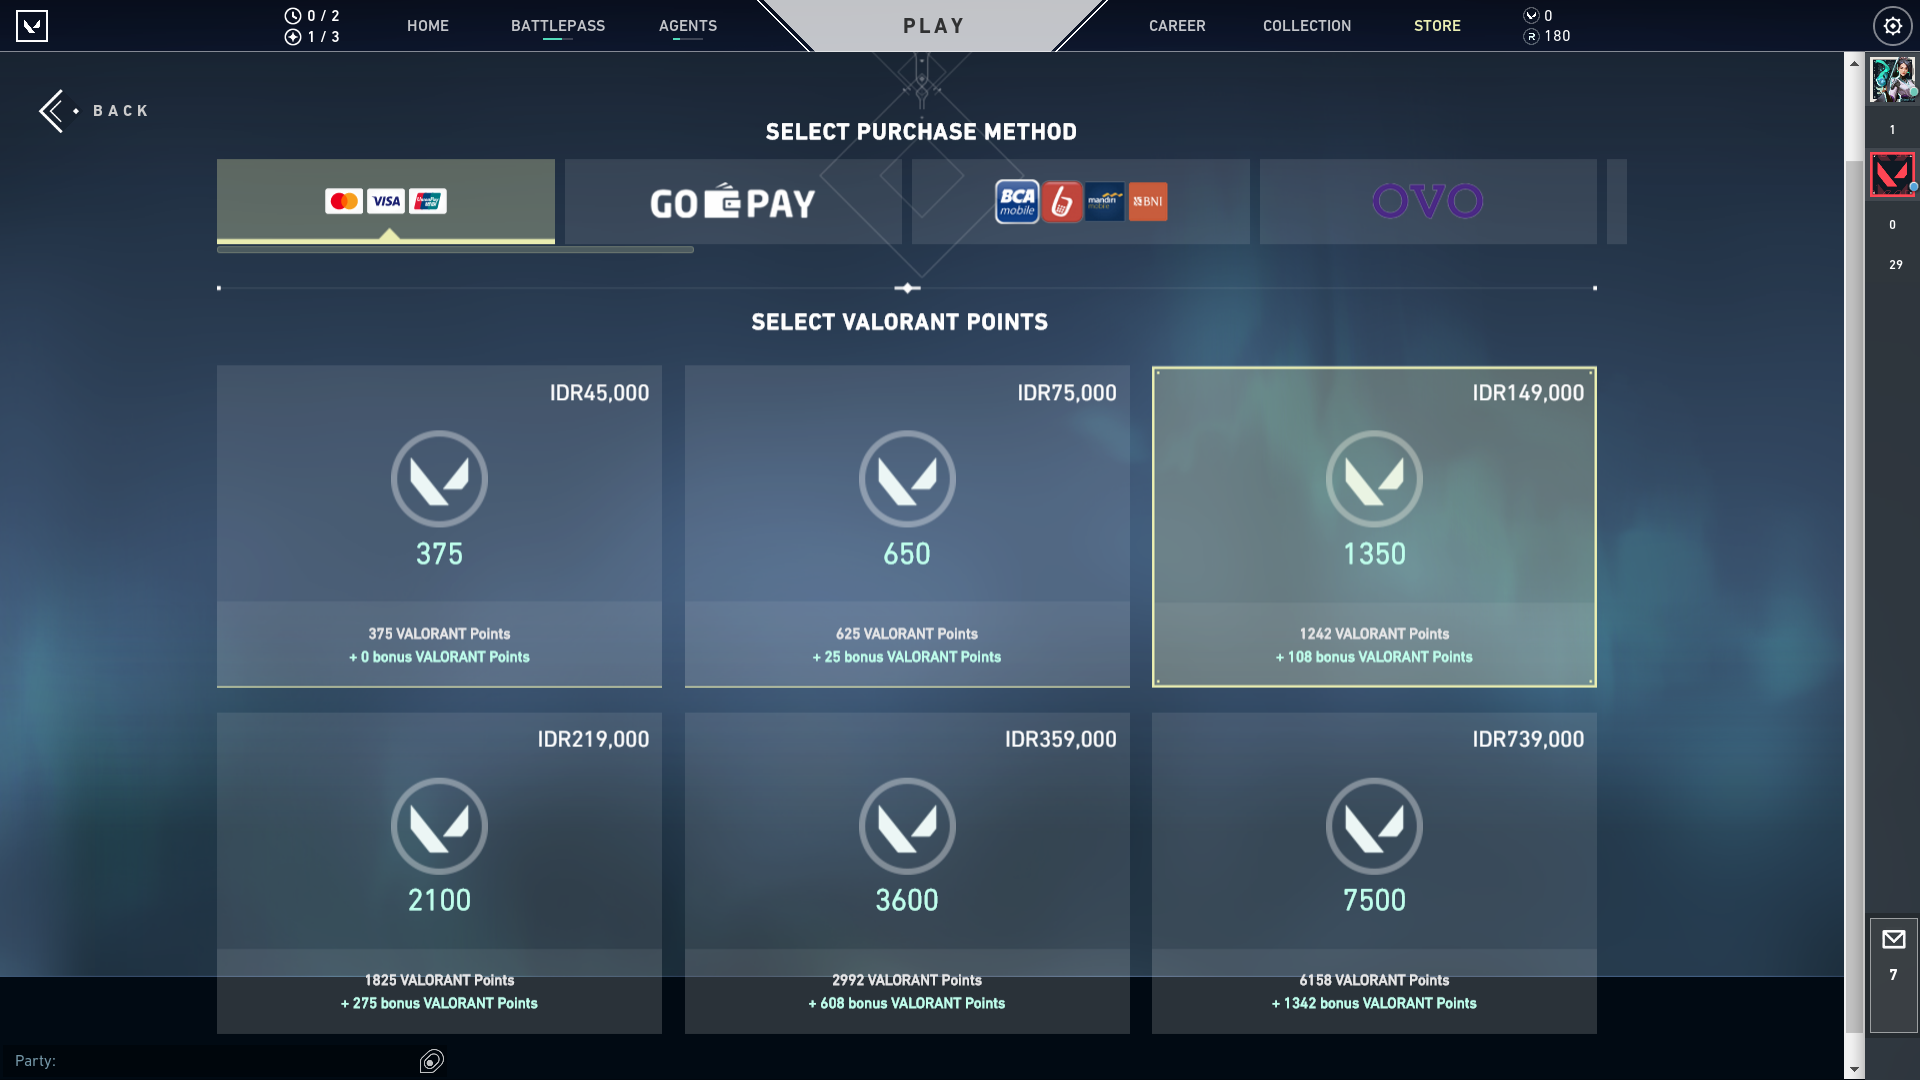 0 / 2
1 / 3
HOME
BATTLEPASS
AGENTS
PLAY
CAREER
COLLECTION
STORE
0
R 180
BACK
SELECT PURCHASE METHOD
VISA
UnionPay
GO PAY
BCA mobile
mandiri mobile
BNI
OVO
SELECT VALORANT POINTS
IDR45,000
375
375 VALORANT Points
+ 0 bonus VALORANT Points
IDR75,000
650
625 VALORANT Points
+ 25 bonus VALORANT Points
IDR149,000
1350
1242 VALORANT Points
+ 108 bonus VALORANT Points
IDR219,000
2100
1825 VALORANT Points
+ 275 bonus VALORANT Points
IDR359,000
3600
2992 VALORANT Points
+ 608 bonus VALORANT Points
IDR739,000
7500
6158 VALORANT Points
+ 1342 bonus VALORANT Points
1
0
29
7
Party: